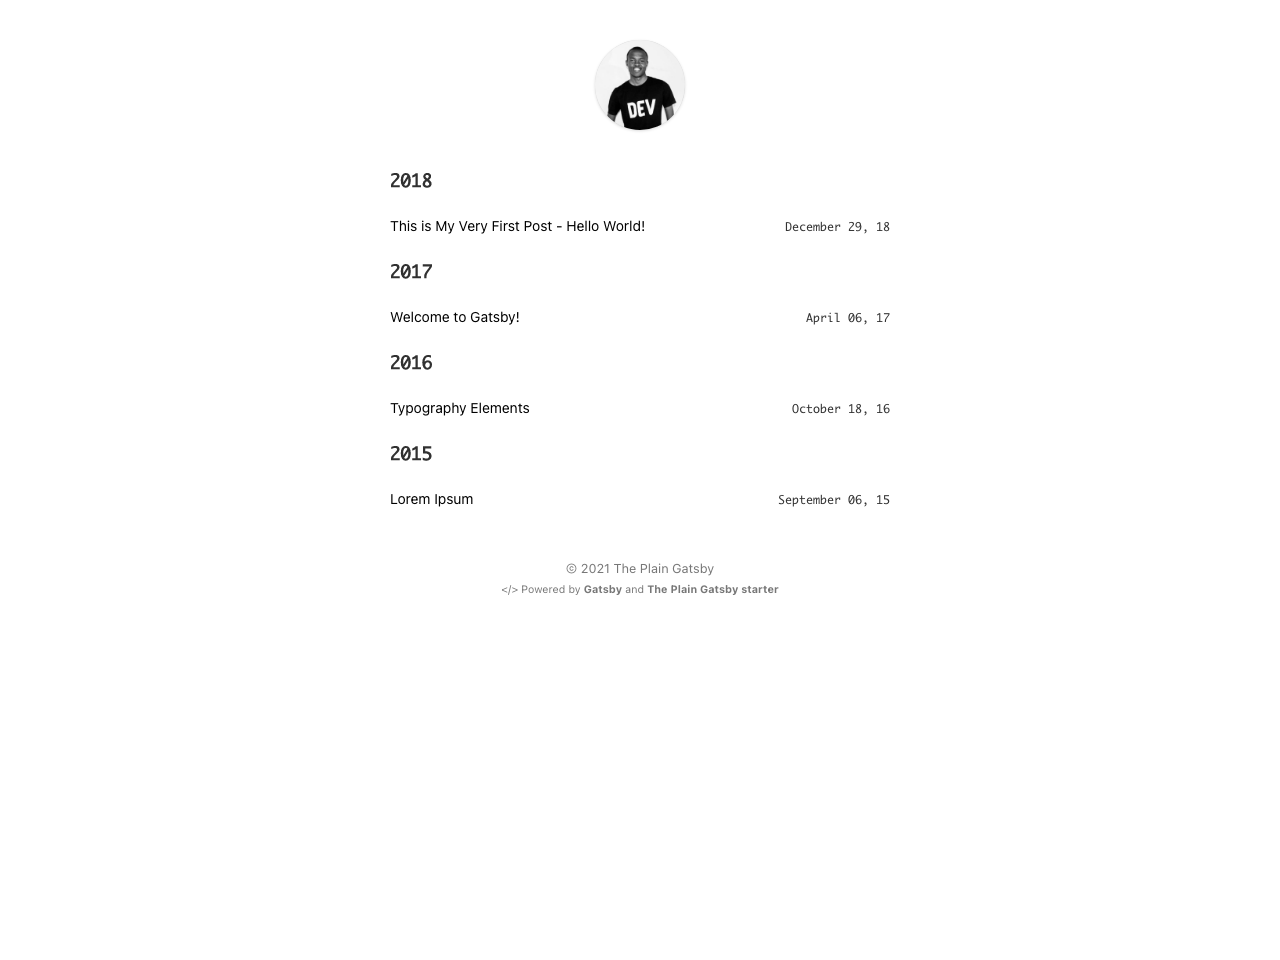 DEV
2018
This is My Very First Post - Hello World!
December 29, 18
2017
Welcome to Gatsby!
April 06, 17
2016
Typography Elements
October 18, 16
2015
Lorem Ipsum
September 06, 15
© 2021 The Plain Gatsby
</> Powered by Gatsby and The Plain Gatsby starter